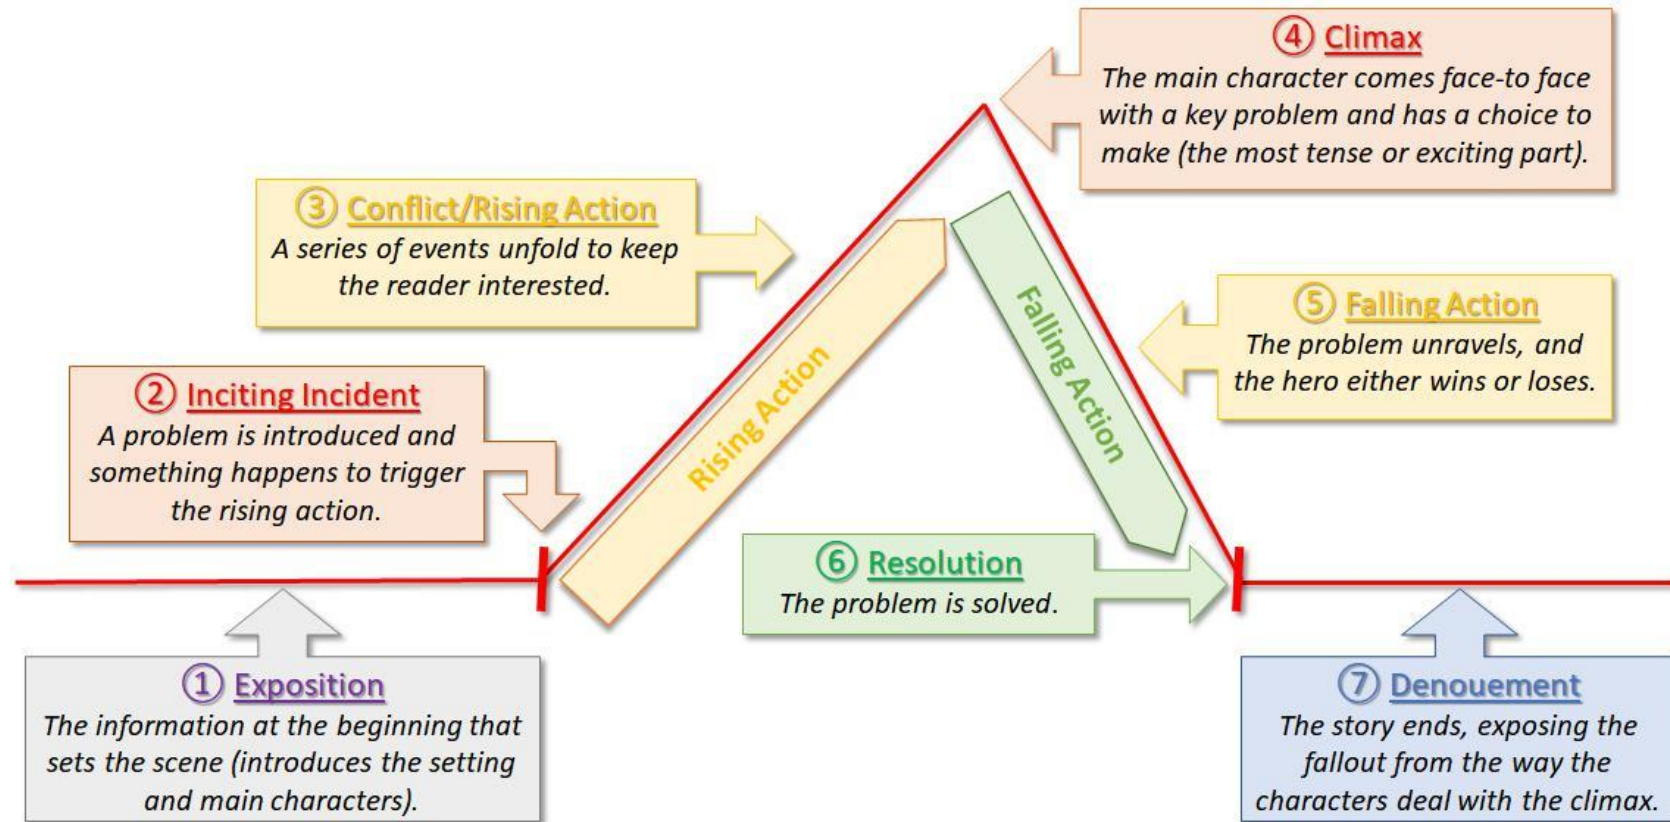 ① Exposition
The information at the beginning that
sets the scene (introduces the setting
and main characters).
② Inciting Incident
A problem is introduced and
something happens to trigger
the rising action.
③ Conflict/Rising Action
A series of events unfold to keep
the reader interested.
Rising Action
④ Climax
The main character comes face-to face
with a key problem and has a choice to
make (the most tense or exciting part).
Falling Action
⑤ Falling Action
The problem unravels, and
the hero either wins or loses.
⑥ Resolution
The problem is solved.
⑦ Denouement
The story ends, exposing the
fallout from the way the
characters deal with the climax.